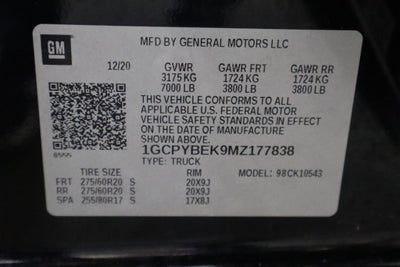 GM
MFD BY GENERAL MOTORS LLC
12/20 GVWR GAWR FRT GAWR RR
3175 KG 1724 KG 1724 KG
7000 LB 3800 LB 3800 LB
THIS VEHICLE CONFORMS TO ALL
APPLICABLE U.S. FEDERAL MOTOR
VEHICLE SAFETY STANDARDS IN EFFECT ON
THE DATE OF MANUFACTURE SHOWN ABOVE.
1GCPYBEK9MZ177838
TYPE: TRUCK
TIRE SIZE RIM MODEL: 98CK10543
FRT 275/60R20 S 20X9J
RR 275/60R20 S 20X9J
SPA 255/80R17 S 17X8J